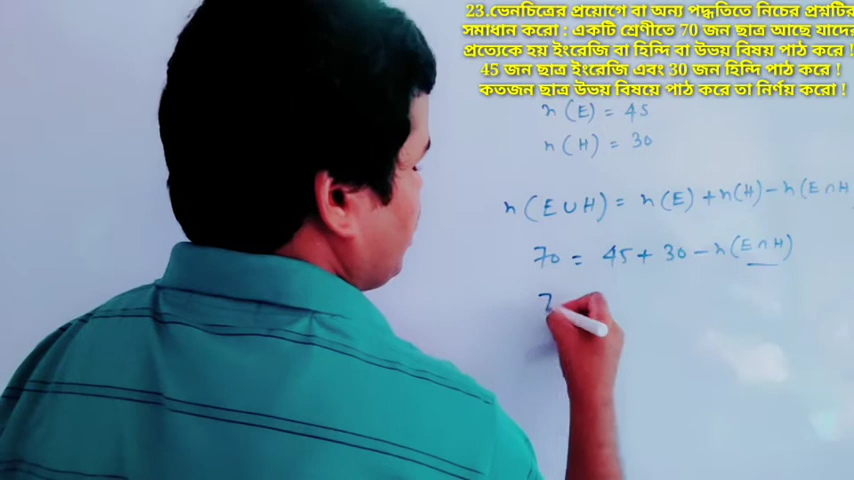 23.ভেনচিত্রের প্রয়োগে বা অন্য পদ্ধতিতে নিচের প্রশ্নটির
সমাধান করো : একটি শ্রেণীতে 70 জন ছাত্র আছে যাদের
প্রত্যেকে হয় ইংরেজি বা হিন্দি বা উভয় বিষয় পাঠ করে !
45 জন ছাত্র ইংরেজি এবং 30 জন হিন্দি পাঠ করে !
কতজন ছাত্র উভয় বিষয়ে পাঠ করে তা নির্ণয় করো !
n(E) = 45
n(H) = 30
n(E∪H) = n(E)+n(H)-n(E∩H
70 = 45+30-n(E∩H)
7